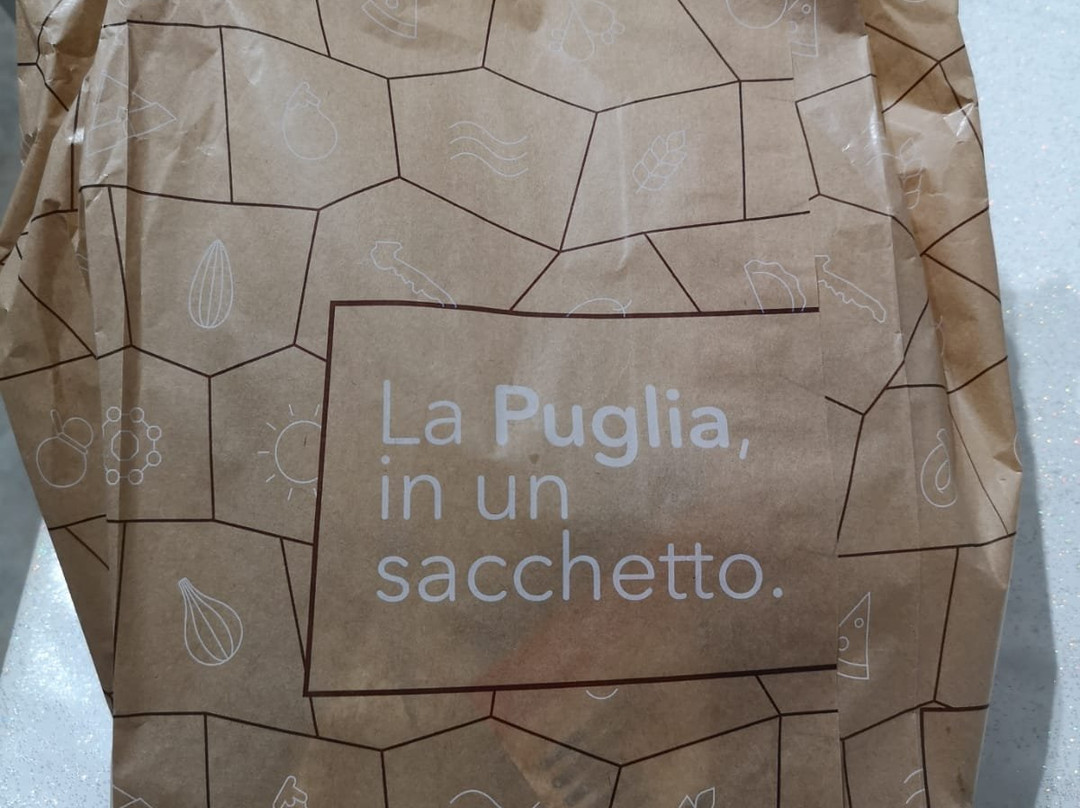 La Puglia,
in un
sacchetto.